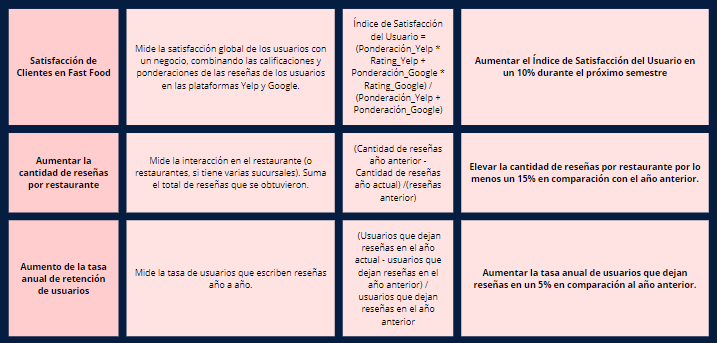 Satisfacción de
Clientes en Fast Food
Mide la satisfacción global de los usuarios con
un negocio, combinando las calificaciones y
ponderaciones de las reseñas de los usuarios
en las plataformas Yelp y Google.
Índice de Satisfacción
del Usuario =
(Ponderación_Yelp *
Rating_Yelp +
Ponderación_Google *
Rating_Google) /
(Ponderación_Yelp +
Ponderación_Google)
Aumentar el Índice de Satisfacción del Usuario en
un 10% durante el próximo semestre
Aumentar la
cantidad de reseñas
por restaurante
Mide la interacción en el restaurante (o
restaurantes, si tiene varias sucursales). Suma
el total de reseñas que se obtuvieron.
(Cantidad de reseñas
año anterior -
Cantidad de reseñas
año actual) /(reseñas
anterior)
Elevar la cantidad de reseñas por restaurante por lo
menos un 15% en comparación con el año anterior.
Aumento de la tasa
anual de retención
de usuarios
Mide la tasa de usuarios que escriben reseñas
año a año.
(Usuarios que dejan
reseñas en el año
actual - usuarios que
dejan reseñas en el
año anterior) /
usuarios que dejan
reseñas en el año
anterior
Aumentar la tasa anual de usuarios que dejan
reseñas en un 5% en comparación al año anterior.